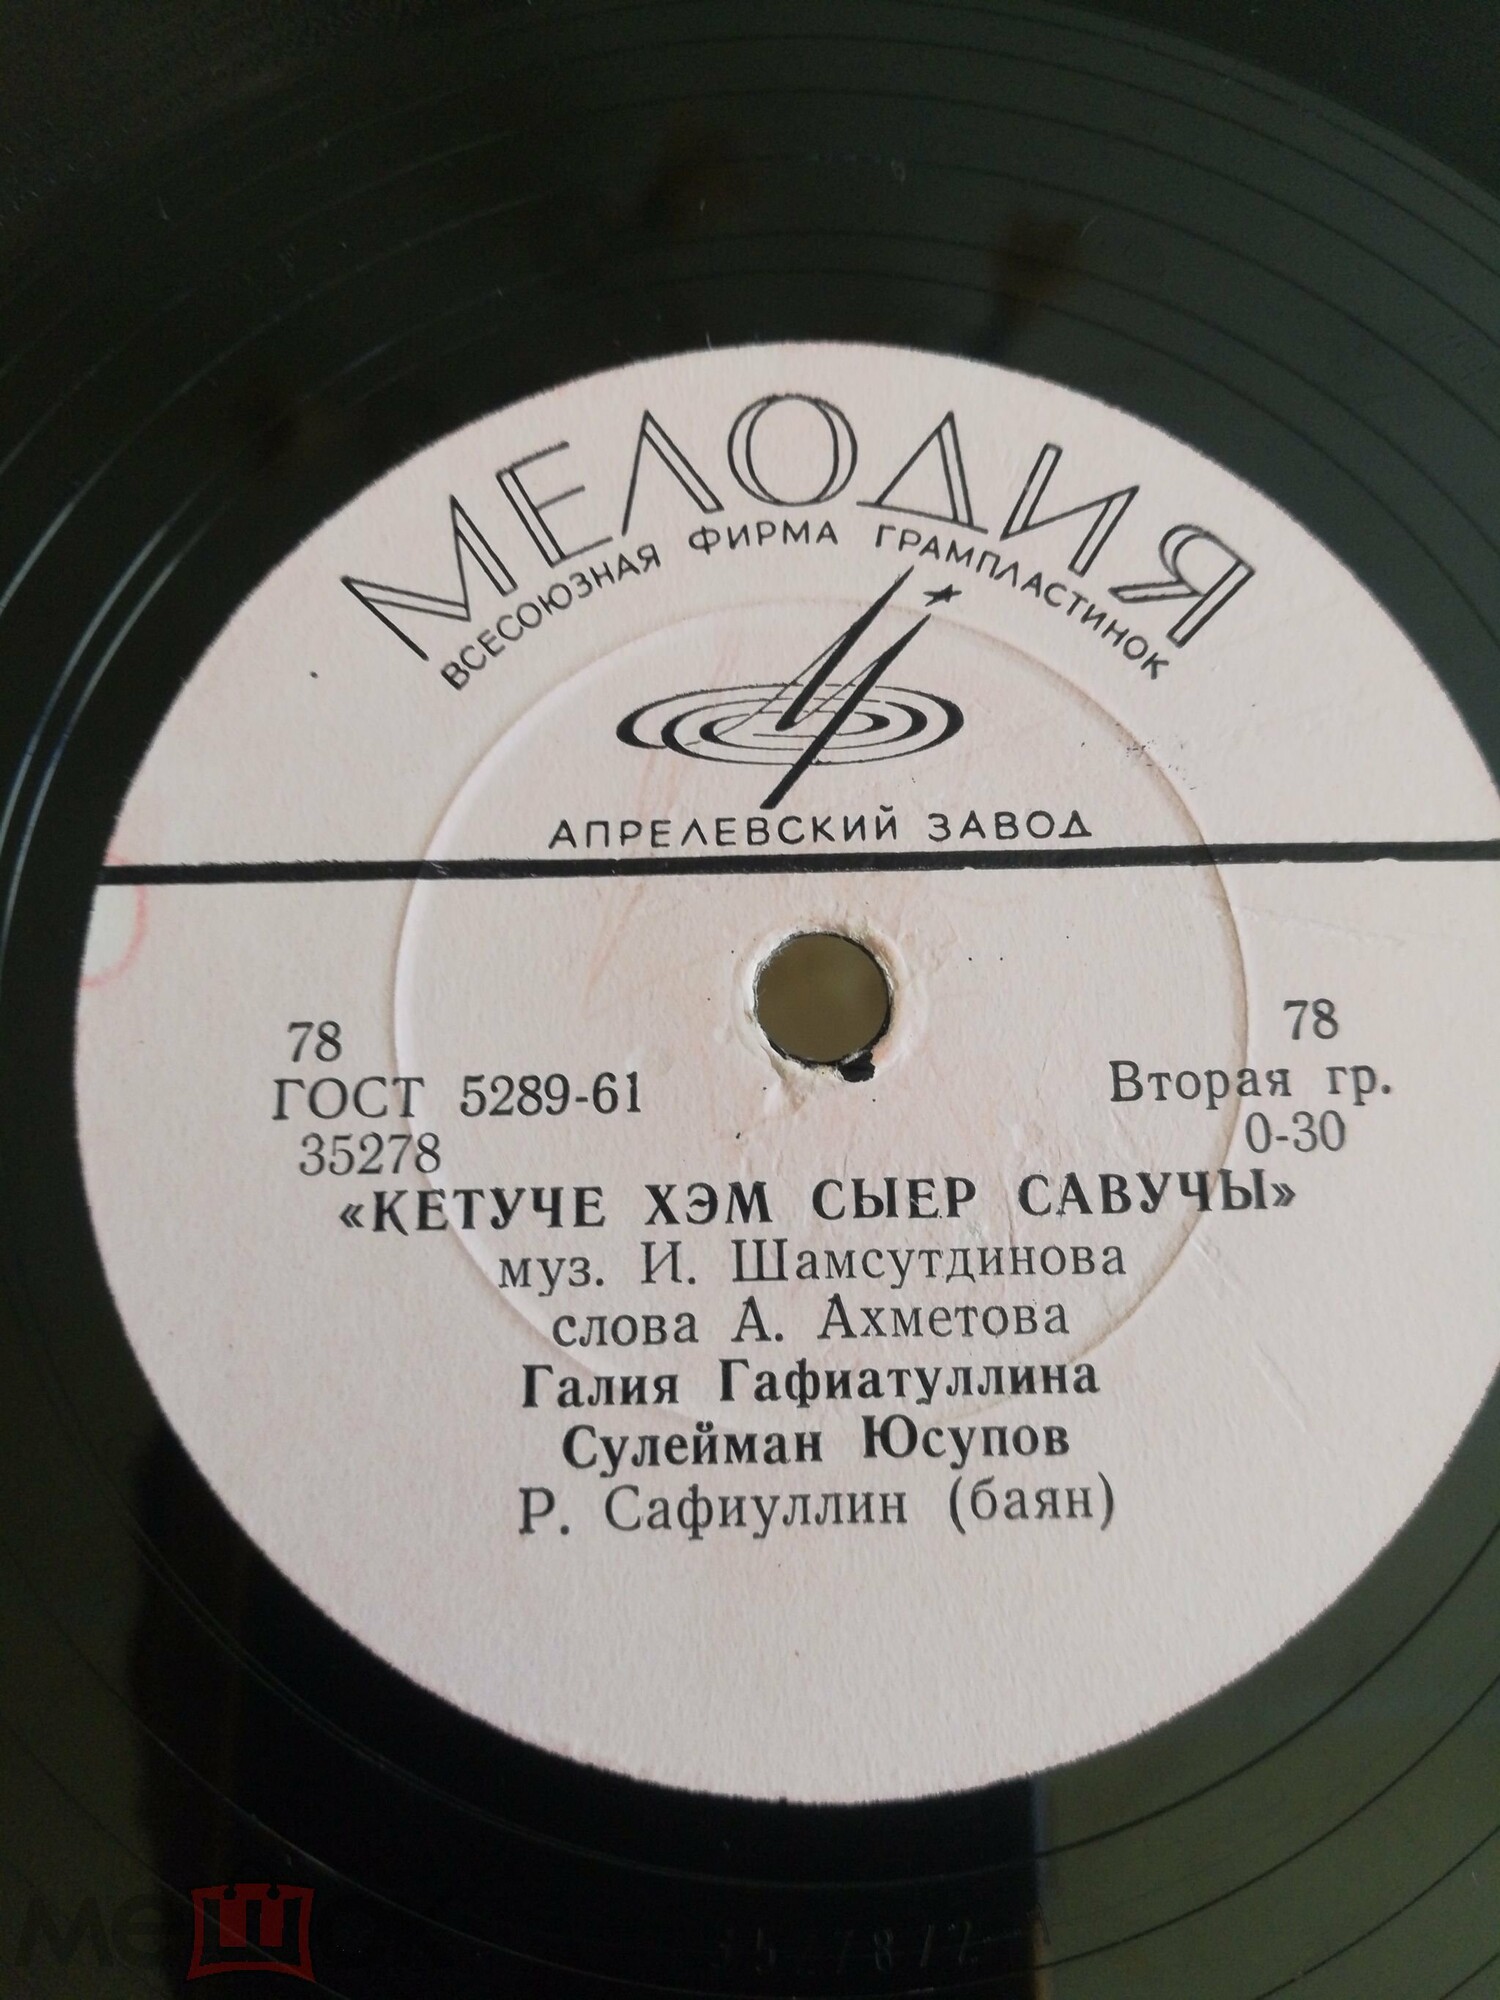 МЕЛОДИЯ
ВСЕСОЮЗНАЯ ФИРМА ГРАМПЛАСТИНОК
АПРЕЛЕВСКИЙ ЗАВОД
78
ГОСТ 5289-61
35278
78
Вторая гр.
0-30
«КЕТУЧЕ ХЭМ СЫЕР САВУЧЫ»
муз. И. Шамсутдинова
слова А. Ахметова
Галия Гафиатуллина
Сулейман Юсупов
Р. Сафиуллин (баян)
меш